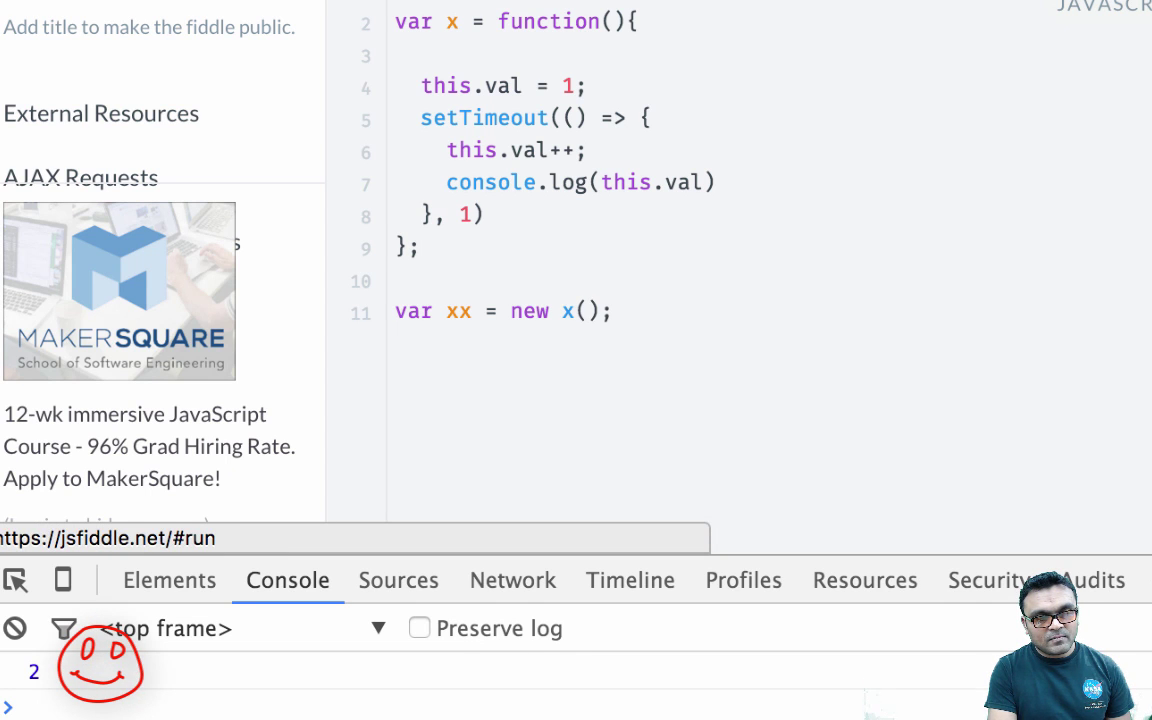 JAVASCR
Add title to make the fiddle public.
External Resources
AJAX Requests
s
MAKERSQUARE
School of Software Engineering
12-wk immersive JavaScript
Course - 96% Grad Hiring Rate.
Apply to MakerSquare!
2 var x = function(){
3
4 this.val = 1;
5 setTimeout(() => {
6 this.val++;
7 console.log(this.val)
8 }, 1)
9 };
10
11 var xx = new x();
https://jsfiddle.net/#run
Elements Console Sources Network Timeline Profiles Resources Security Audits
<top frame> ▼ Preserve log
2
>
NASA